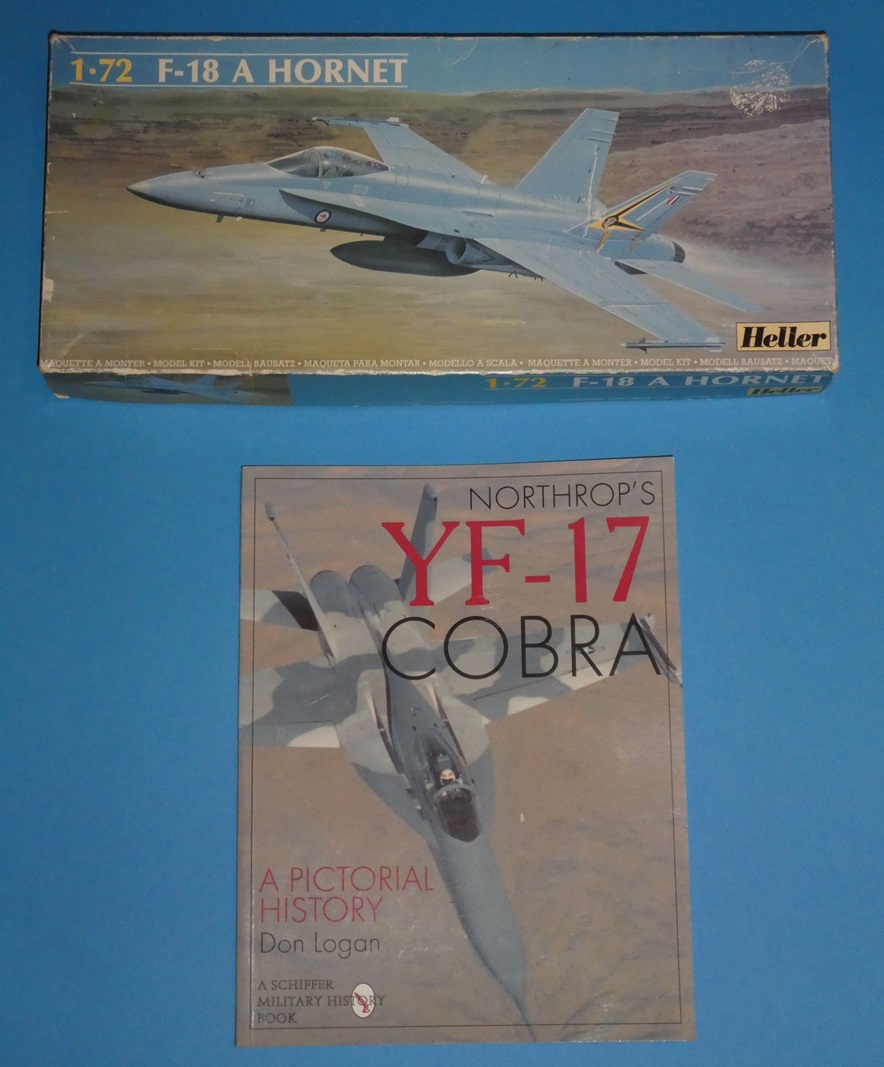 1·72 F-18 A HORNET
Heller
MAQUETTE A MONTER • MODEL KIT • MODELL BAUSATZ • MAQUETA PARA MONTAR • MODELLO A SCALA • MAQUETTE A MONTER • MODEL KIT • MODELL BAUSATZ • MAQUET
1·72 F-18 A HORNET
Heller
NORTHROP'S
YF-17
COBRA
A PICTORIAL
HISTORY
Don Logan
A SCHIFFER
MILITARY HISTORY
BOOK